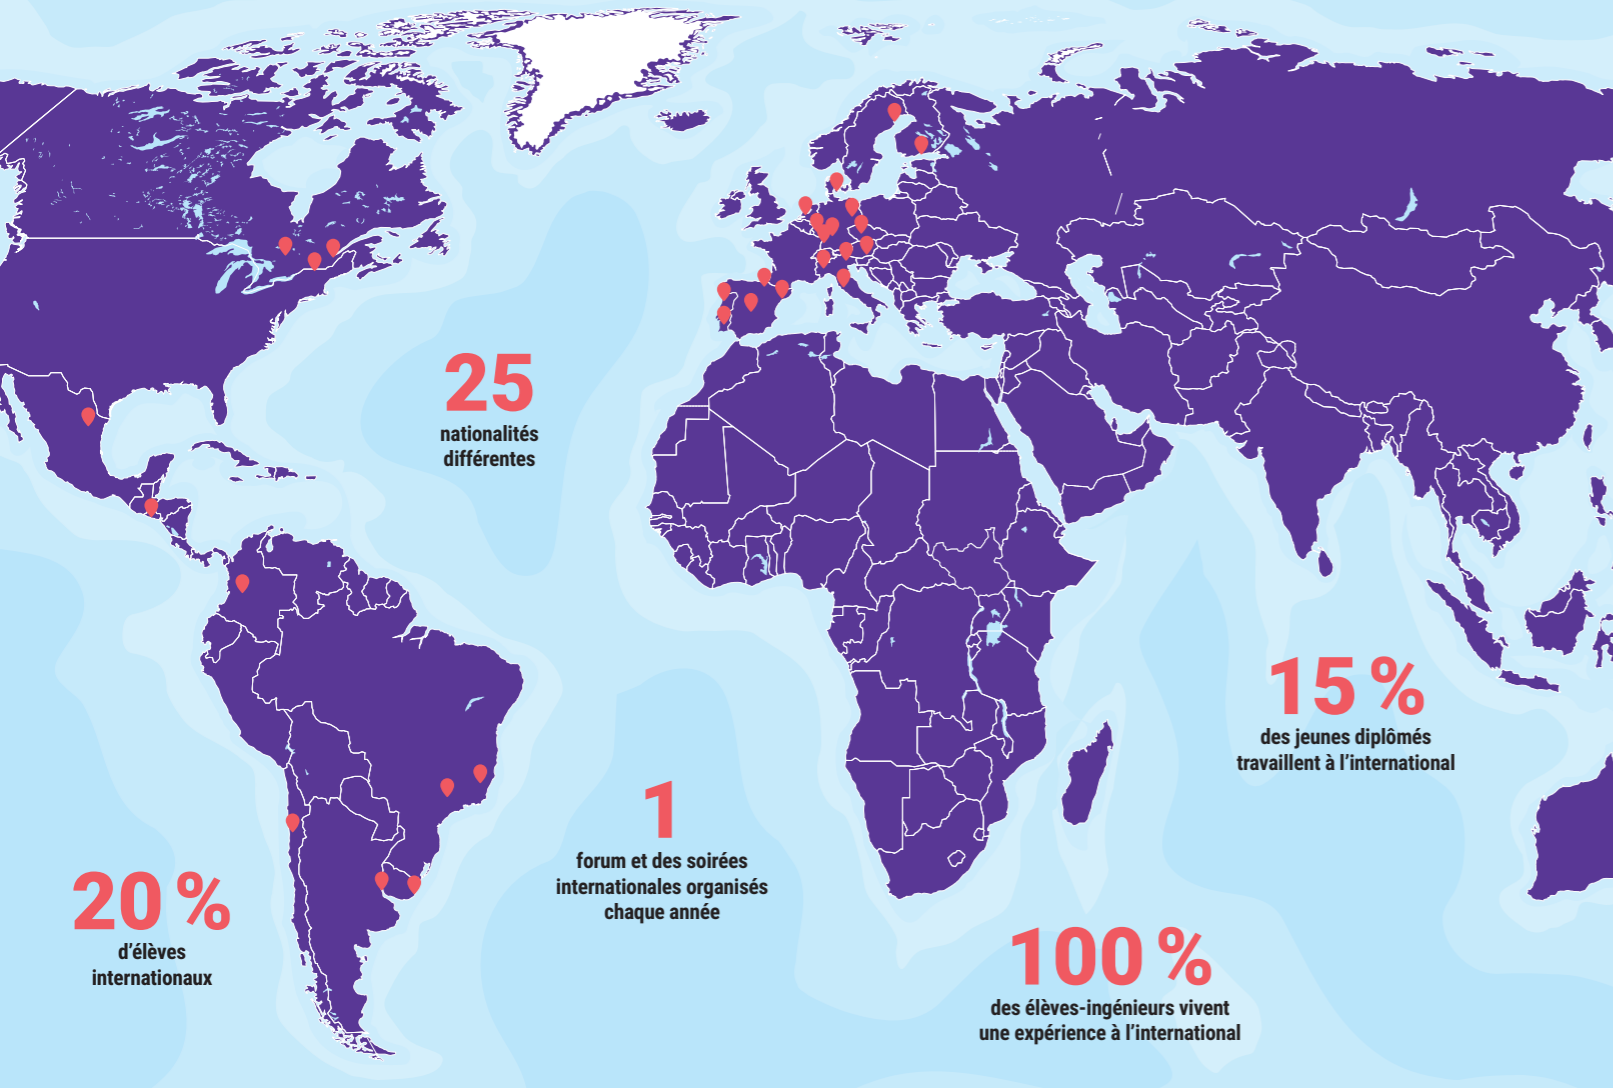 25
nationalités
différentes
15 %
des jeunes diplômés
travaillent à l’international
1
forum et des soirées
internationales organisés
chaque année
20 %
d’élèves
internationaux
100 %
des élèves-ingénieurs vivent
une expérience à l’international